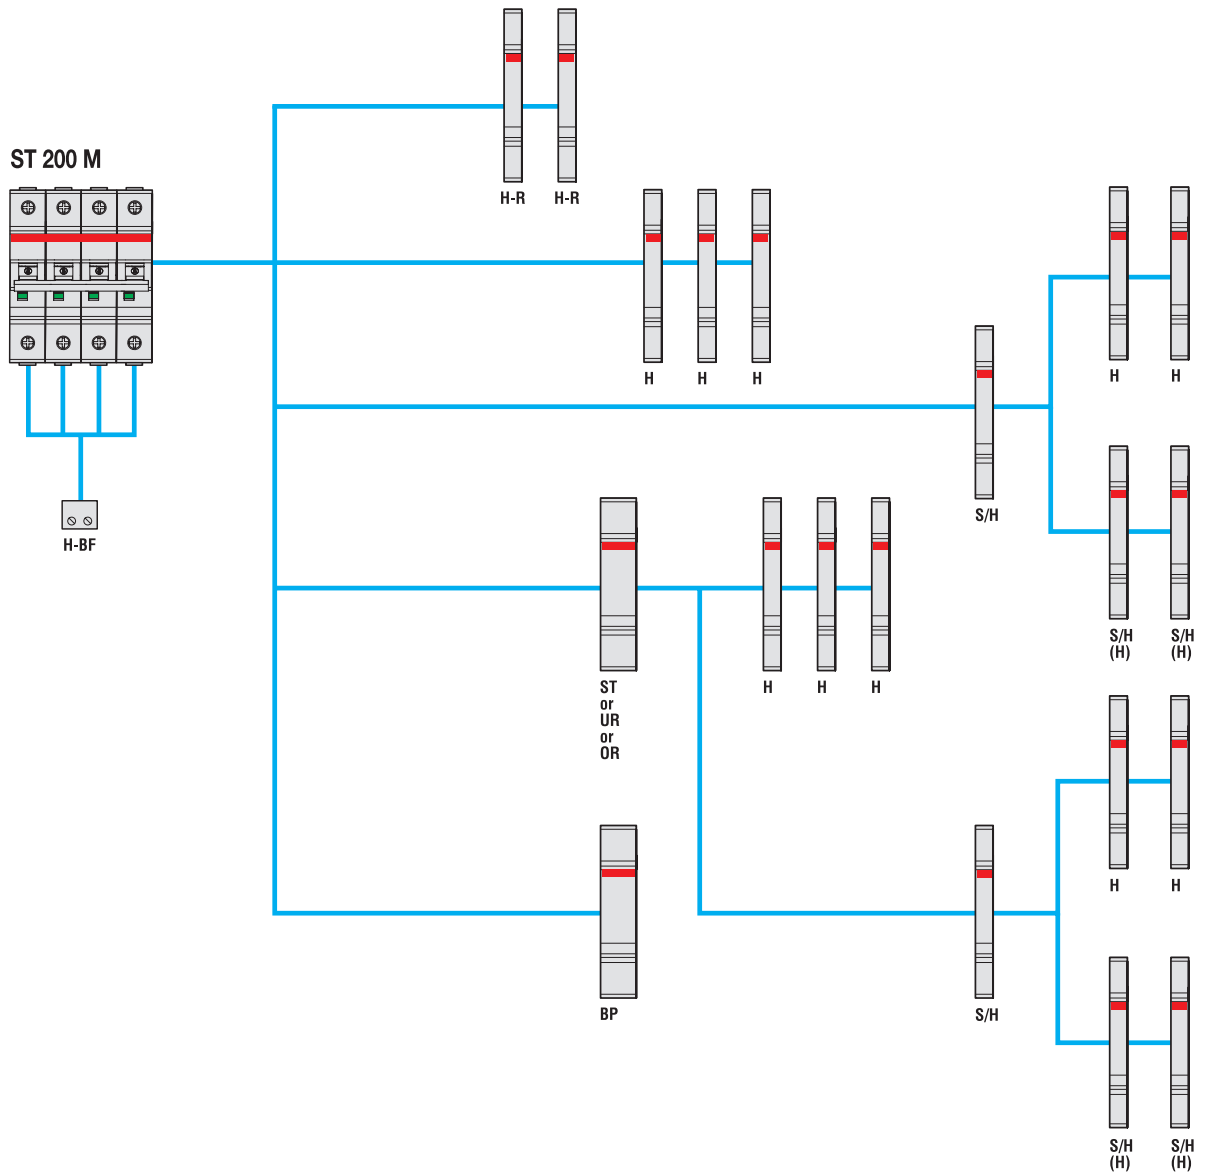 ST 200 M
H-R H-R
H H H
H H
S/H
H-BF
S/H S/H
(H) (H)
ST
or
UR
or
OR
H H H
H H
BP
S/H
S/H S/H
(H) (H)